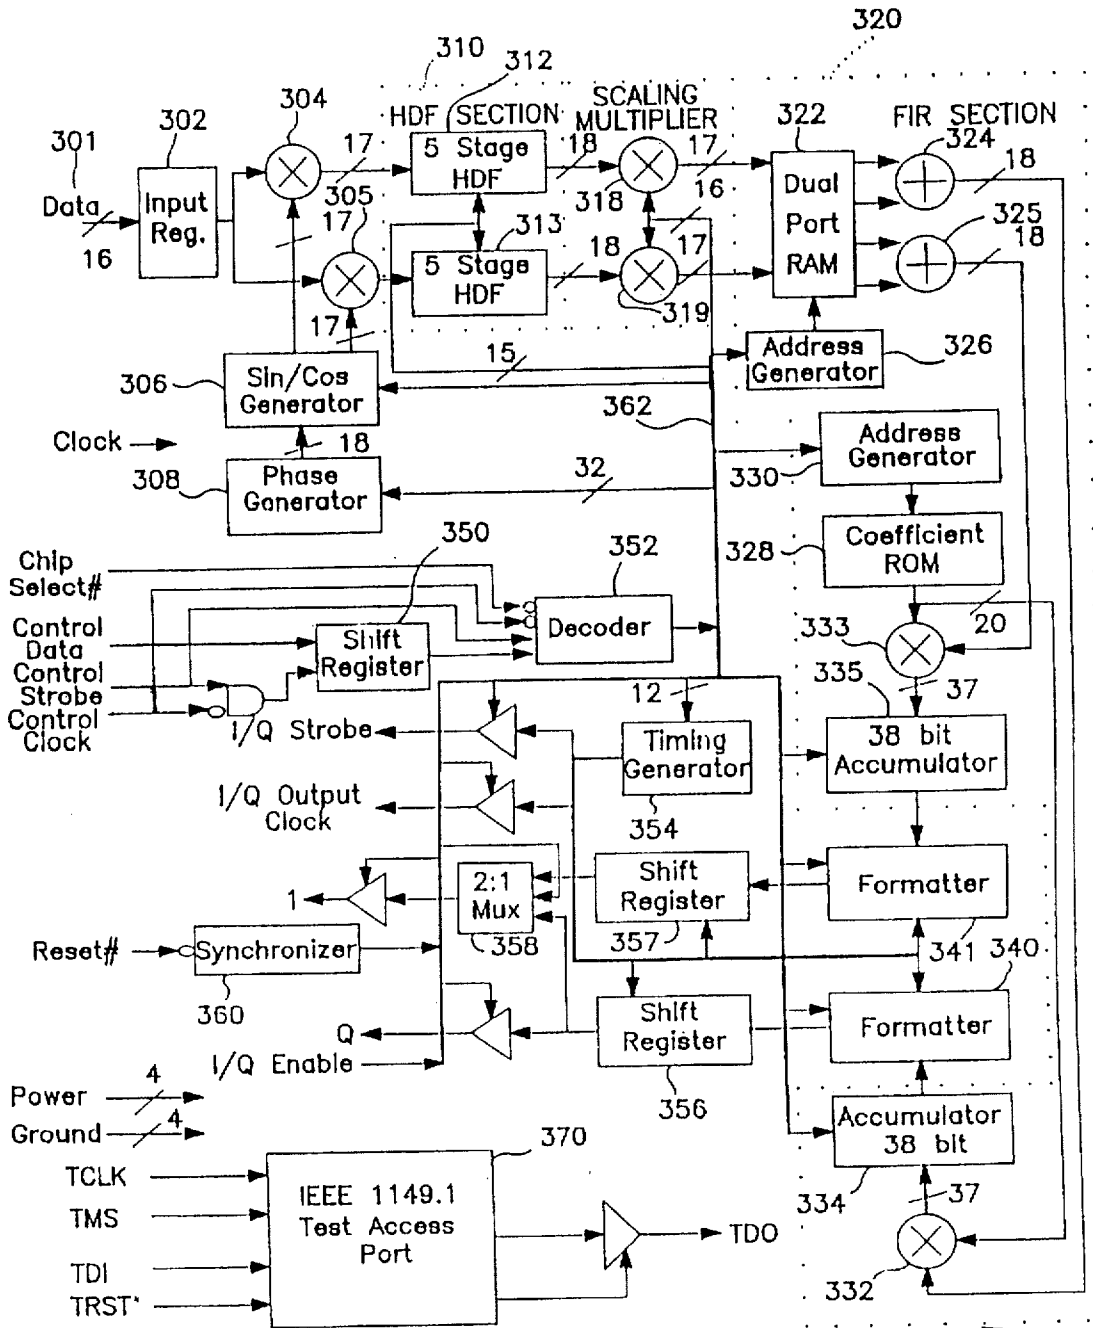 320
310
312
304
HDF SECTION
SCALING
MULTIPLIER
322
FIR SECTION
324
301
302
17
5 Stage
HDF
18
17
18
Data
16
Input
Reg.
305
318
16
Dual
Port
RAM
325
17
313
5 Stage
HDF
18
17
18
319
17
15
306
Sin/Cos
Generator
Address
Generator
326
362
Clock
18
308
Phase
Generator
32
Address
Generator
330
Chip
Select#
350
352
Coefficient
ROM
328
Control
Data
Shift
Register
Decoder
20
333
Control
Strobe
335
37
Control
Clock
12
I/Q Strobe
Timing
Generator
38 bit
Accumulator
I/Q Output
Clock
354
2:1
Mux
Shift
Register
Formatter
1
Reset#
Synchronizer
358
357
341
340
360
Shift
Register
Formatter
Q
I/Q Enable
356
Power
4
Ground
4
Accumulator
38 bit
370
334
37
TCLK
TMS
IEEE 1149.1
Test Access
Port
TDO
TDI
TRST*
332